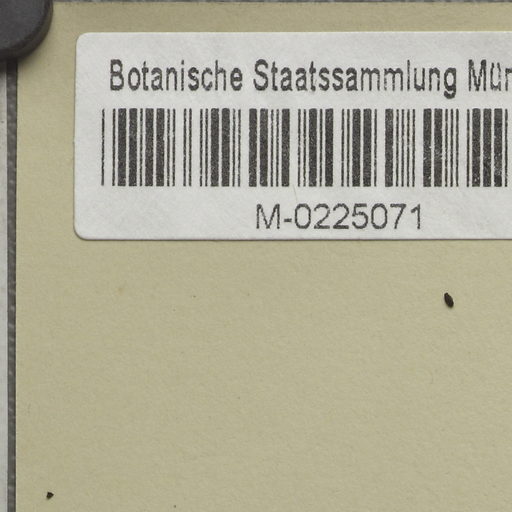 Botanische Staatssammlung Mün
M-0225071